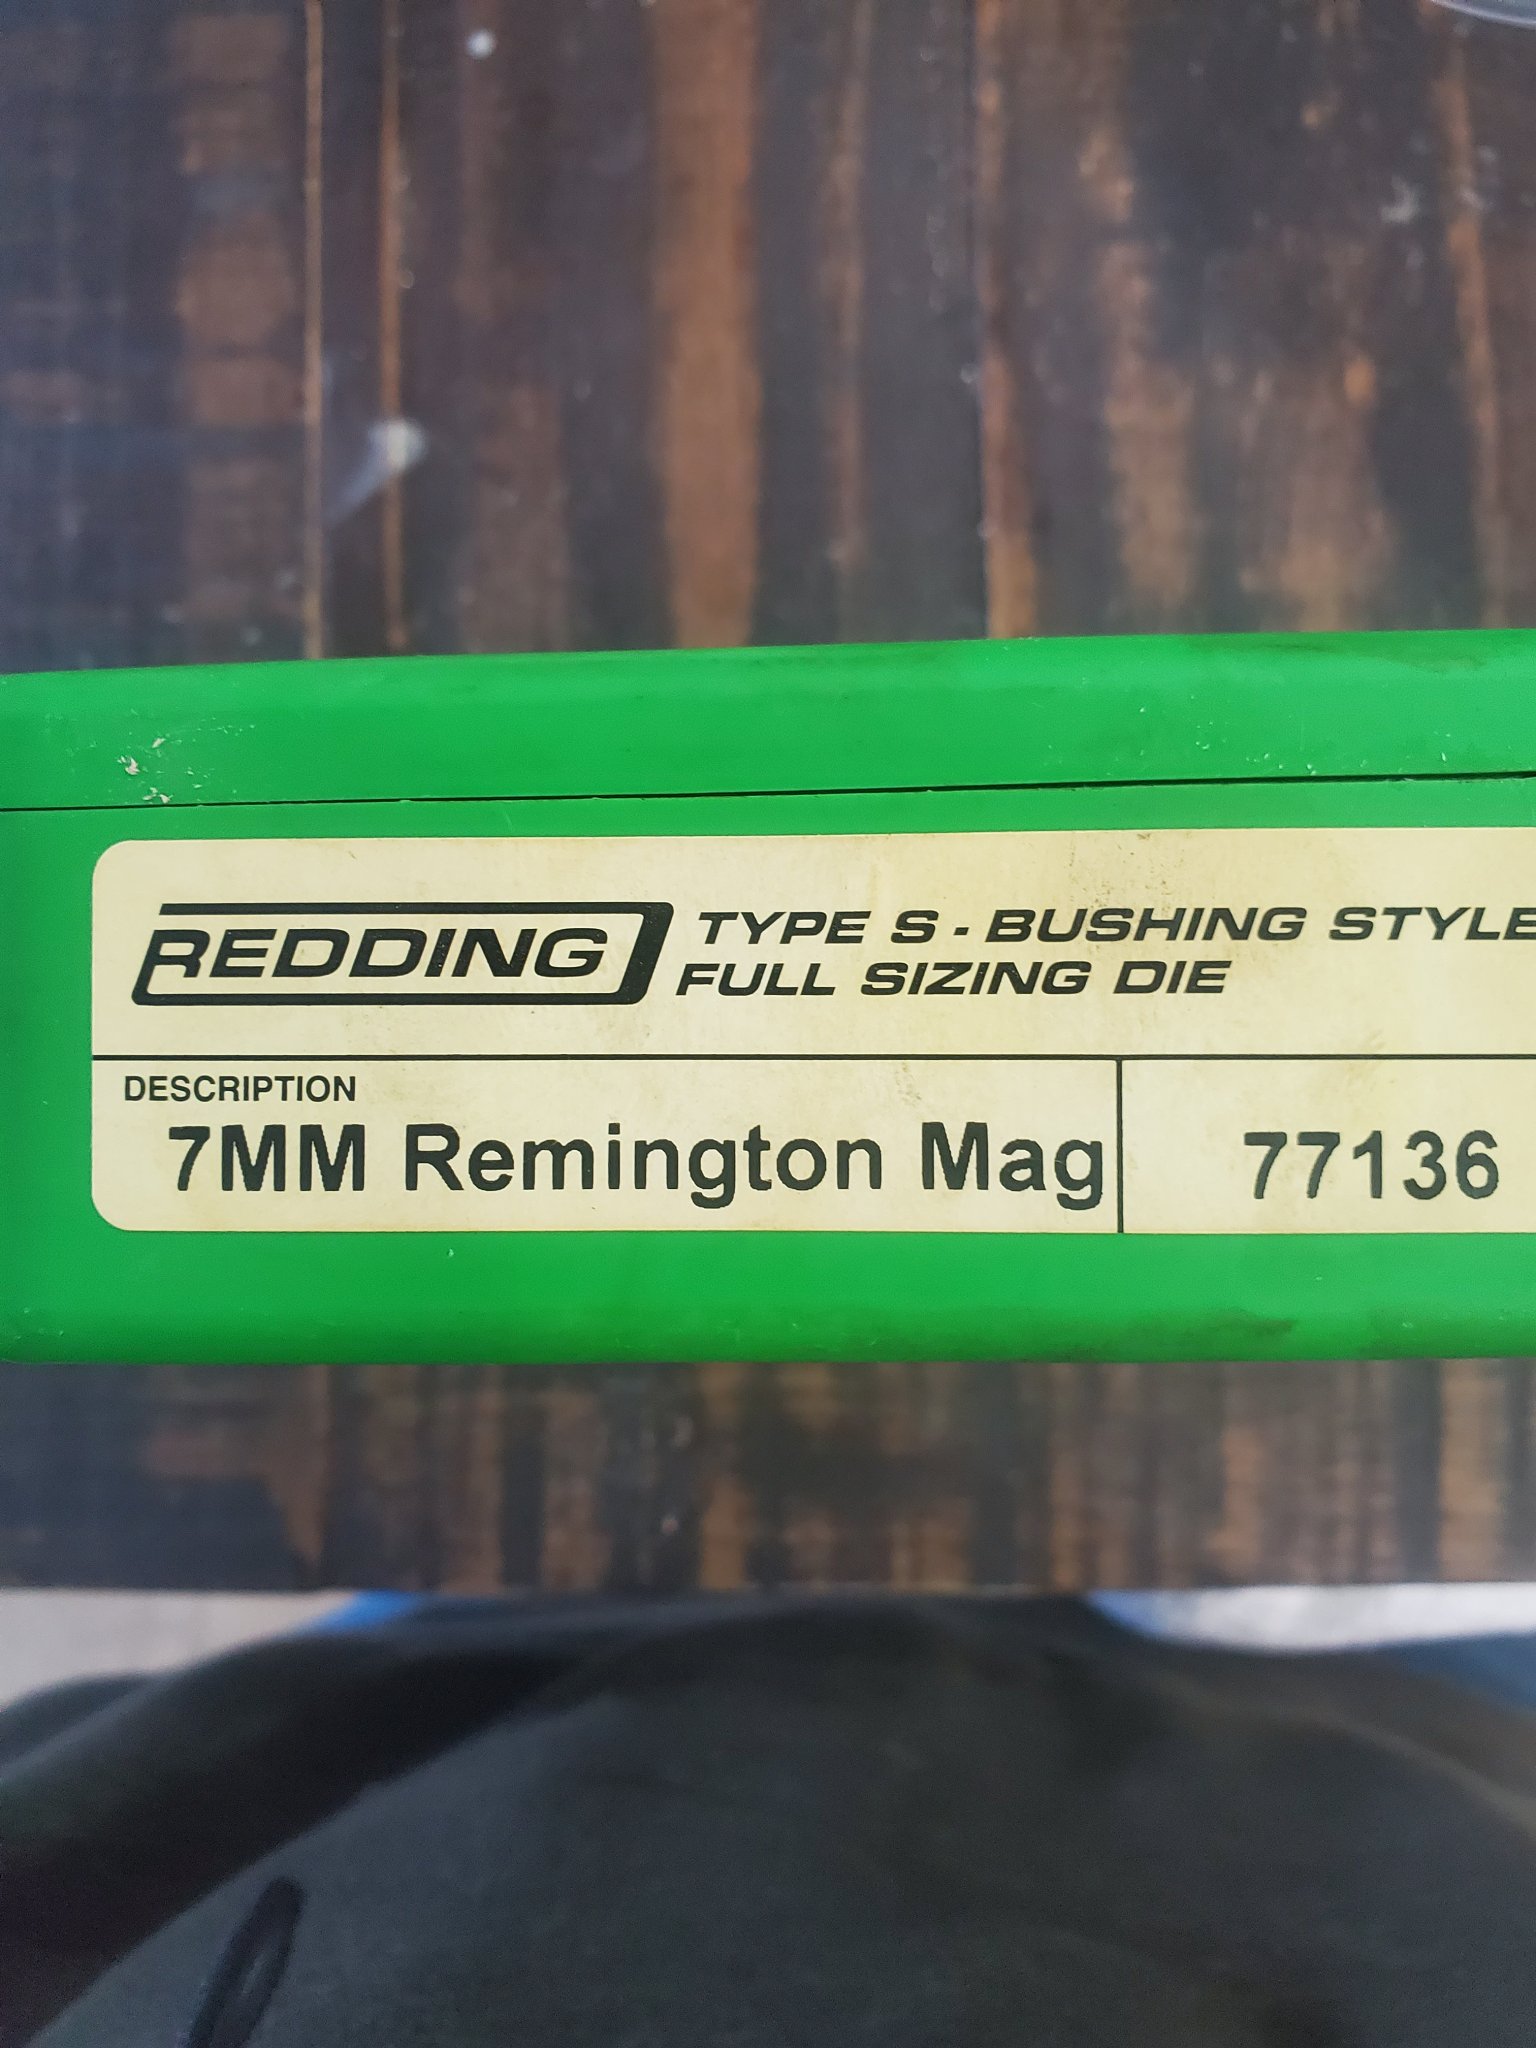 REDDING
TYPE S - BUSHING STYLE
FULL SIZING DIE
DESCRIPTION
7MM Remington Mag
77136